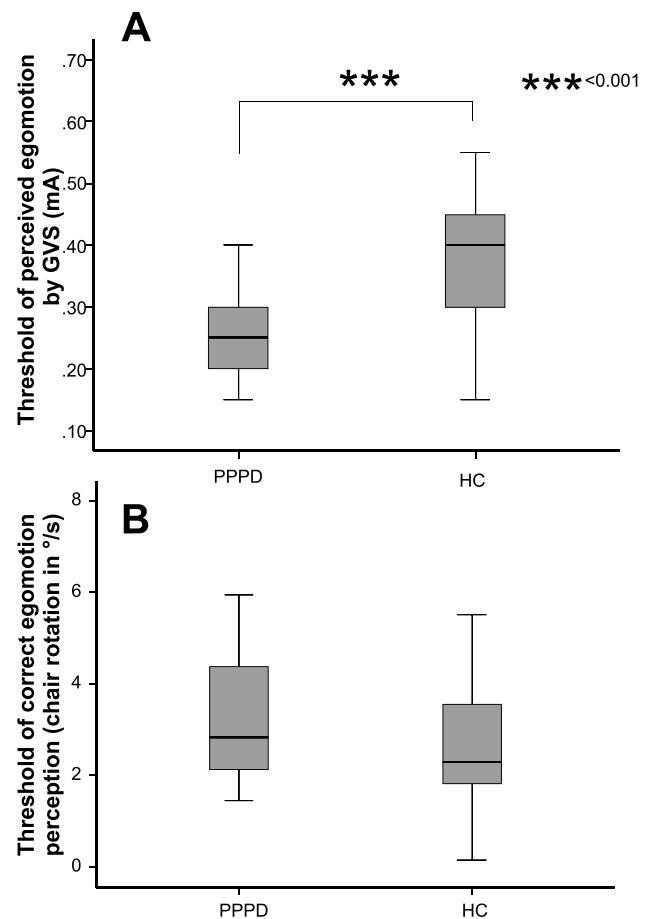 A
Threshold of perceived egomotion
by GVS (mA)
.70
.60
.50
.40
.30
.20
.10
***
***<0.001
PPPD
HC
B
Threshold of correct egomotion
perception (chair rotation in °/s)
8
6
4
2
0
PPPD
HC